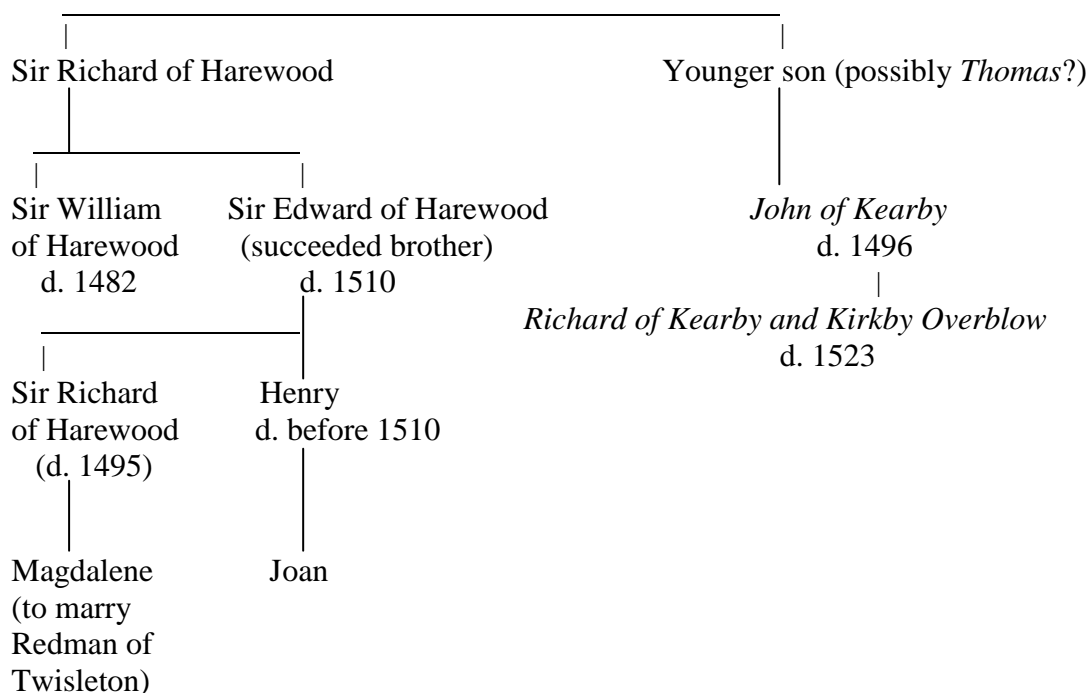 Sir Richard of Harewood Younger son (possibly Thomas?)
Sir William Sir Edward of Harewood John of Kearby
of Harewood (succeeded brother) d. 1496
d. 1482 d. 1510
Richard of Kearby and Kirkby Overblow
d. 1523
Sir Richard Henry
of Harewood d. before 1510
(d. 1495)
Magdalene Joan
(to marry
Redman of
Twisleton)